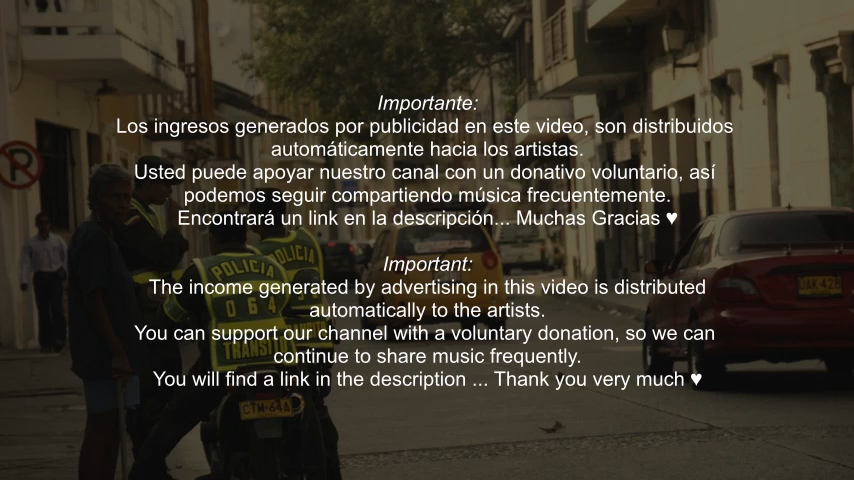 Importante:
Los ingresos generados por publicidad en este video, son distribuidos
automáticamente hacia los artistas.
Usted puede apoyar nuestro canal con un donativo voluntario, así
podemos seguir compartiendo música frecuentemente.
Encontrará un link en la descripción... Muchas Gracias ♥
Important:
The income generated by advertising in this video is distributed
automatically to the artists.
You can support our channel with a voluntary donation, so we can
continue to share music frequently.
You will find a link in the description ... Thank you very much ♥
POLICIA
064
TRANSITO
POLICIA
CTM-64A